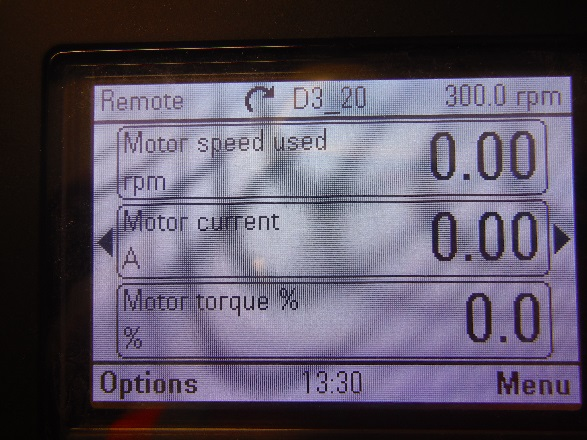 Remote D3_20 300.0 rpm
Motor speed used 0.00
rpm
Motor current 0.00
A
Motor torque % 0.0
%
Options 13:30 Menu